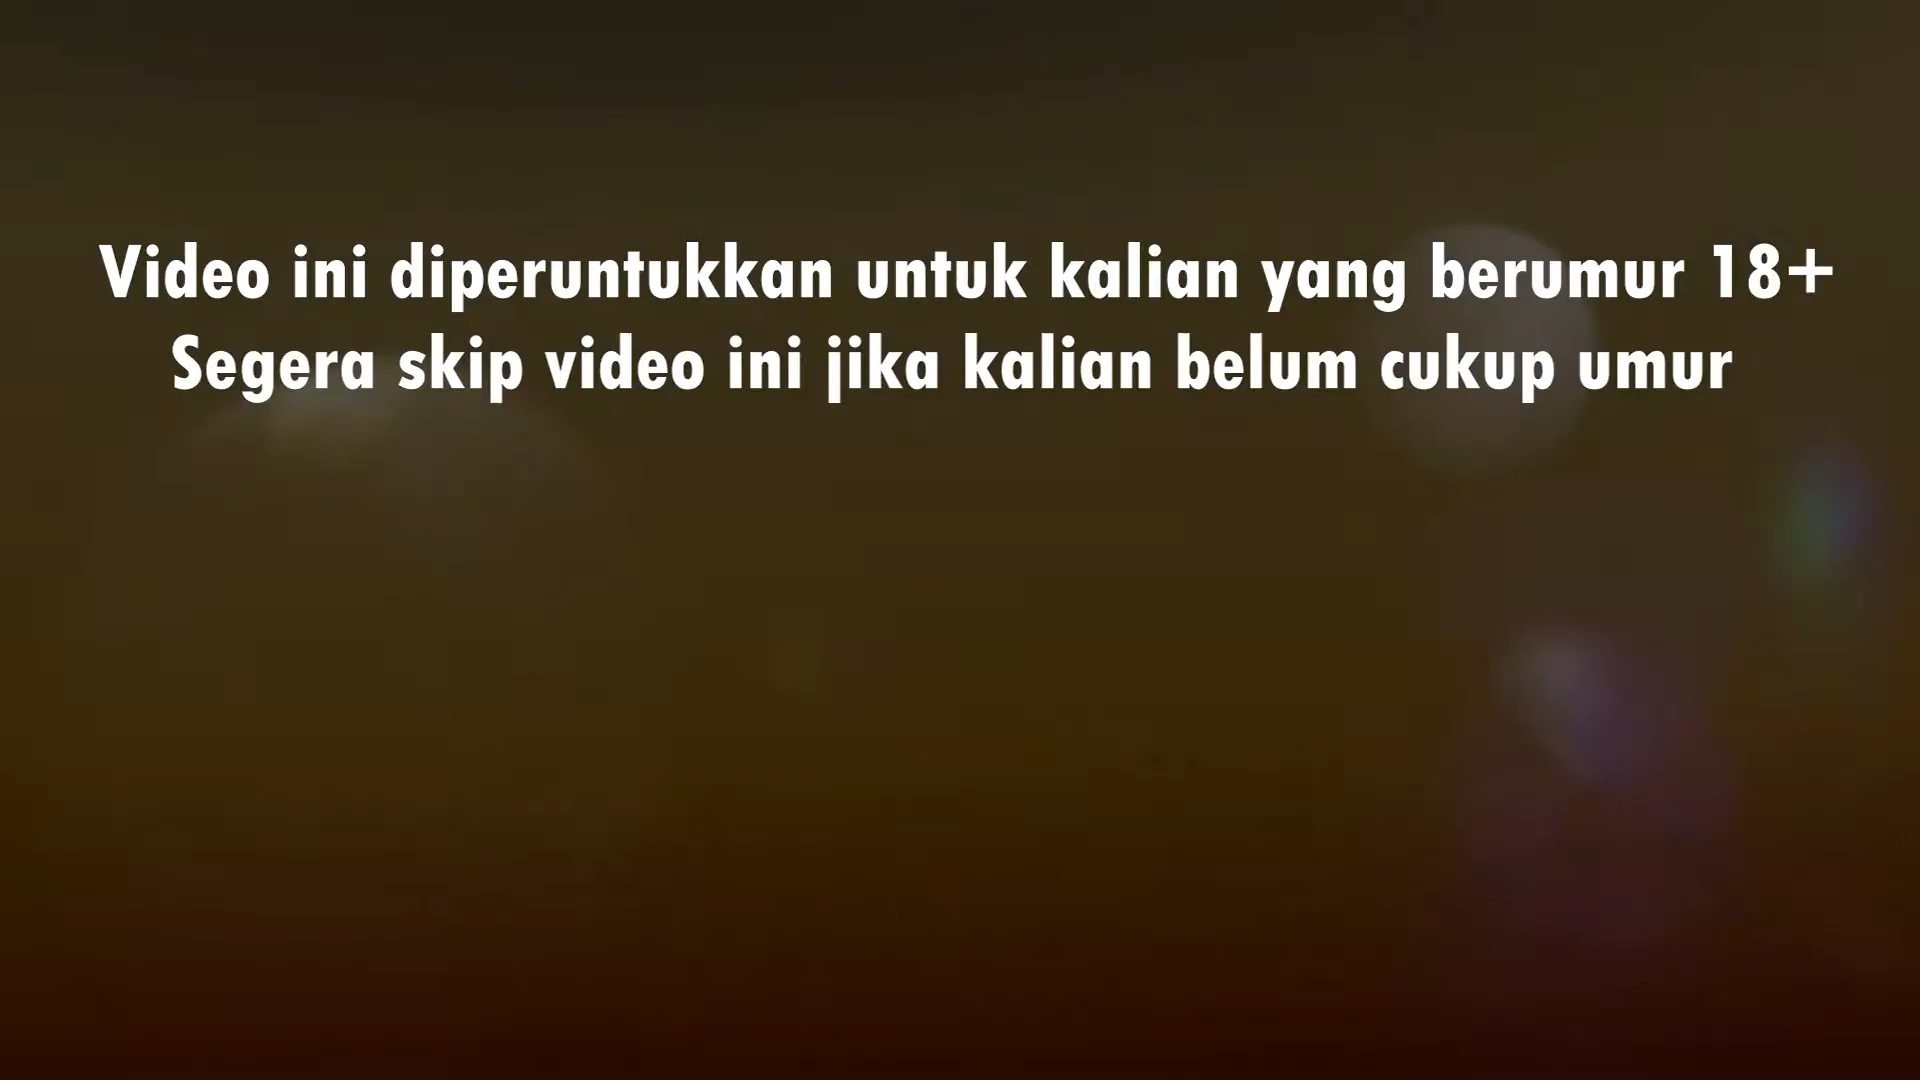 Video ini diperuntukkan untuk kalian yang berumur 18+
Segera skip video ini jika kalian belum cukup umur